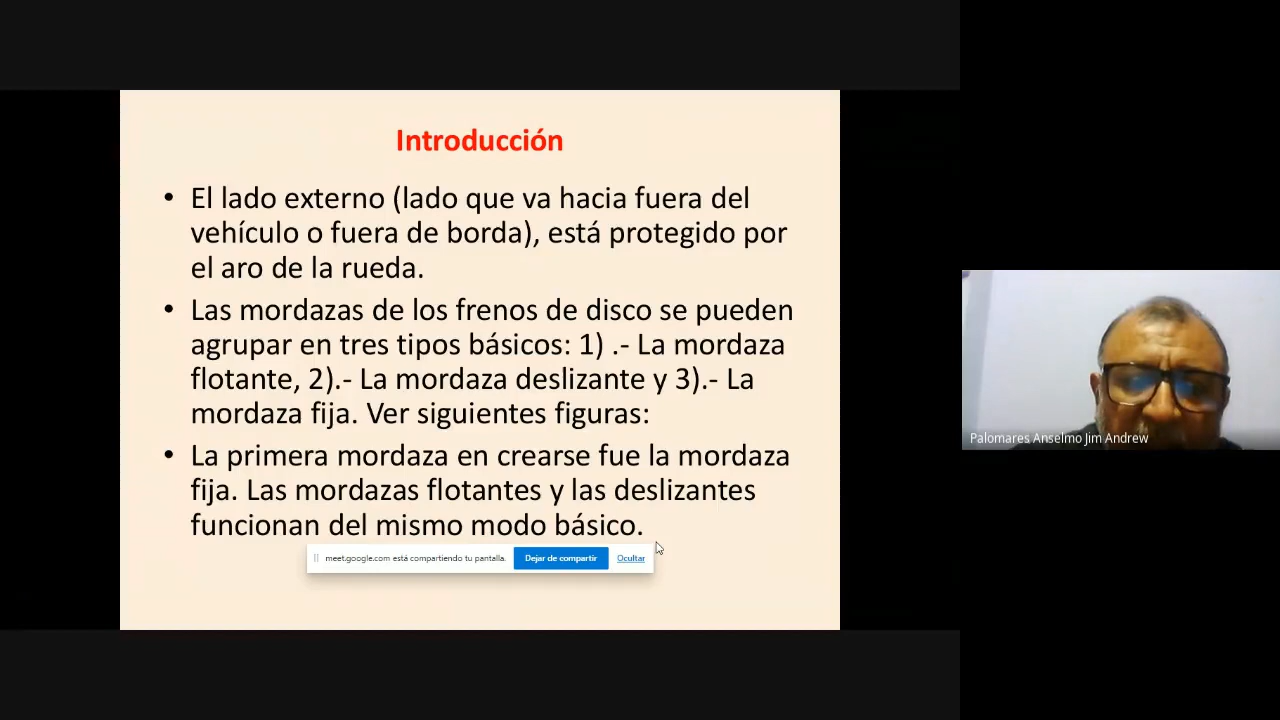 Introducción
• El lado externo (lado que va hacia fuera del
vehículo o fuera de borda), está protegido por
el aro de la rueda.
• Las mordazas de los frenos de disco se pueden
agrupar en tres tipos básicos: 1) .- La mordaza
flotante, 2).- La mordaza deslizante y 3).- La
mordaza fija. Ver siguientes figuras:
• La primera mordaza en crearse fue la mordaza
fija. Las mordazas flotantes y las deslizantes
funcionan del mismo modo básico.
meet.google.com está compartiendo tu pantalla. Dejar de compartir Ocultar
Palomares Anselmo Jim Andrew